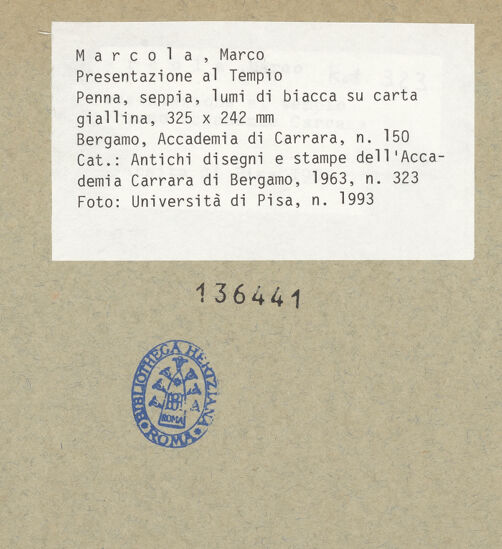 Marcola, Marco
Presentazione al Tempio
Penna, seppia, lumi di biacca su carta
giallina, 325 x 242 mm
Bergamo, Accademia di Carrara, n. 150
Cat.: Antichi disegni e stampe dell'Acca-
demia Carrara di Bergamo, 1963, n. 323
Foto: Università di Pisa, n. 1993
136441
BIBLIOTHECA HERTZIANA
ROMA
ROMA